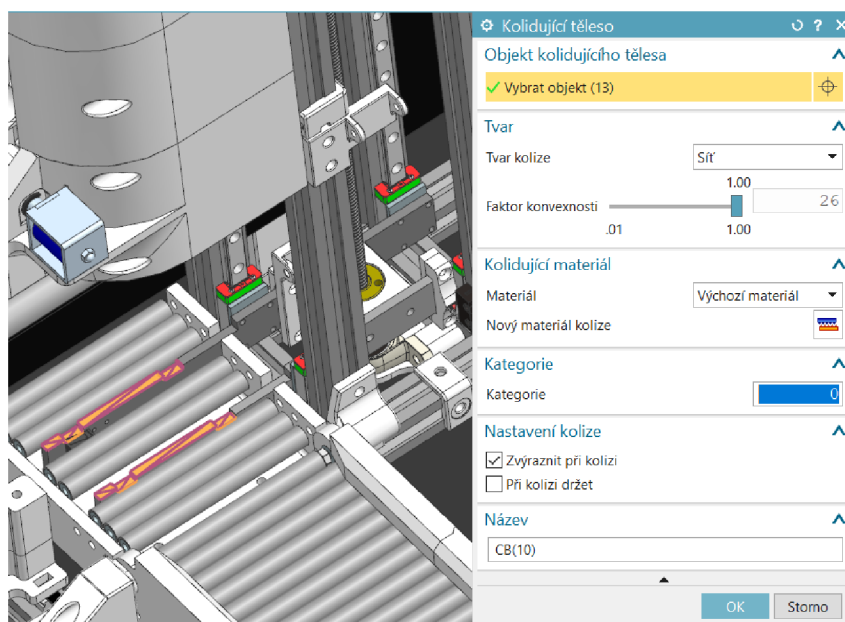 Kolidující těleso
Objekt kolidujícího tělesa
Vybrat objekt (13)
Tvar
Tvar kolize Síť
1.00
Faktor konvexnosti 26
.01 1.00
Kolidující materiál
Materiál Výchozí materiál
Nový materiál kolize
Kategorie
Kategorie 0
Nastavení kolize
Zvýraznit při kolizi
Při kolizi držet
Název
CB(10)
OK Storno